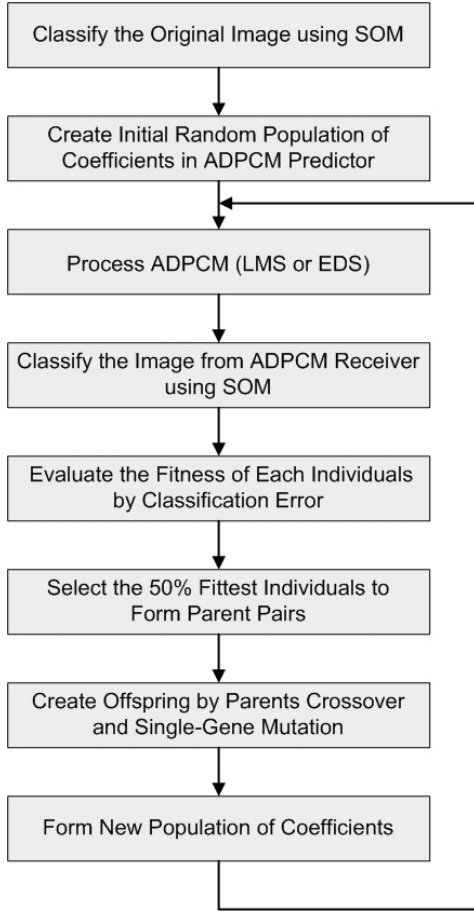 Classify the Original Image using SOM
Create Initial Random Population of
Coefficients in ADPCM Predictor
Process ADPCM (LMS or EDS)
Classify the Image from ADPCM Receiver
using SOM
Evaluate the Fitness of Each Individuals
by Classification Error
Select the 50% Fittest Individuals to
Form Parent Pairs
Create Offspring by Parents Crossover
and Single-Gene Mutation
Form New Population of Coefficients